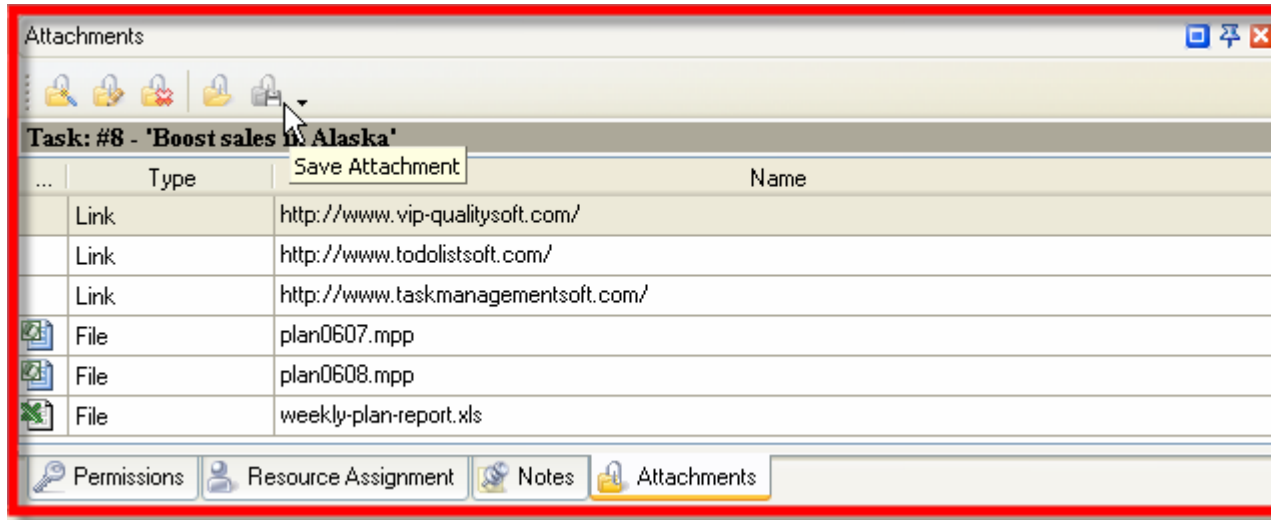 Attachments
Task: #8 - 'Boost sales in Alaska'
Save Attachment
... Type Name
Link http://www.vip-qualitysoft.com/
Link http://www.todolistsoft.com/
Link http://www.taskmanagementsoft.com/
File plan0607.mpp
File plan0608.mpp
File weekly-plan-report.xls
Permissions Resource Assignment Notes Attachments